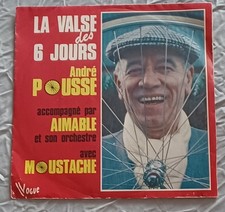 LA VALSE
des
6 JOURS
André
POUSSE
accompagné par
AIMABLE
et son orchestre
avec
MOUSTACHE
Vogue